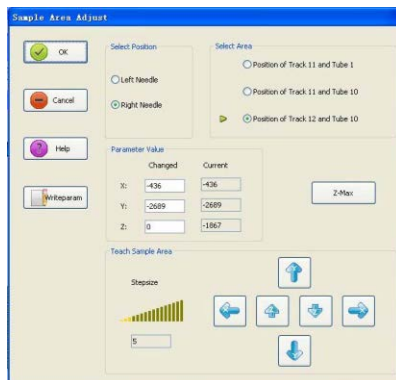 Sample Area Adjust
OK
Cancel
Help
Writeparam
Select Position
Left Needle
Right Needle
Select Area
Position of Track 11 and Tube 1
Position of Track 11 and Tube 10
Position of Track 12 and Tube 10
Parameter Value
Changed Current
X: -436 -436
Y: -2689 -2689
Z: 0 -1867
Z-Max
Teach Sample Area
Stepsize
5